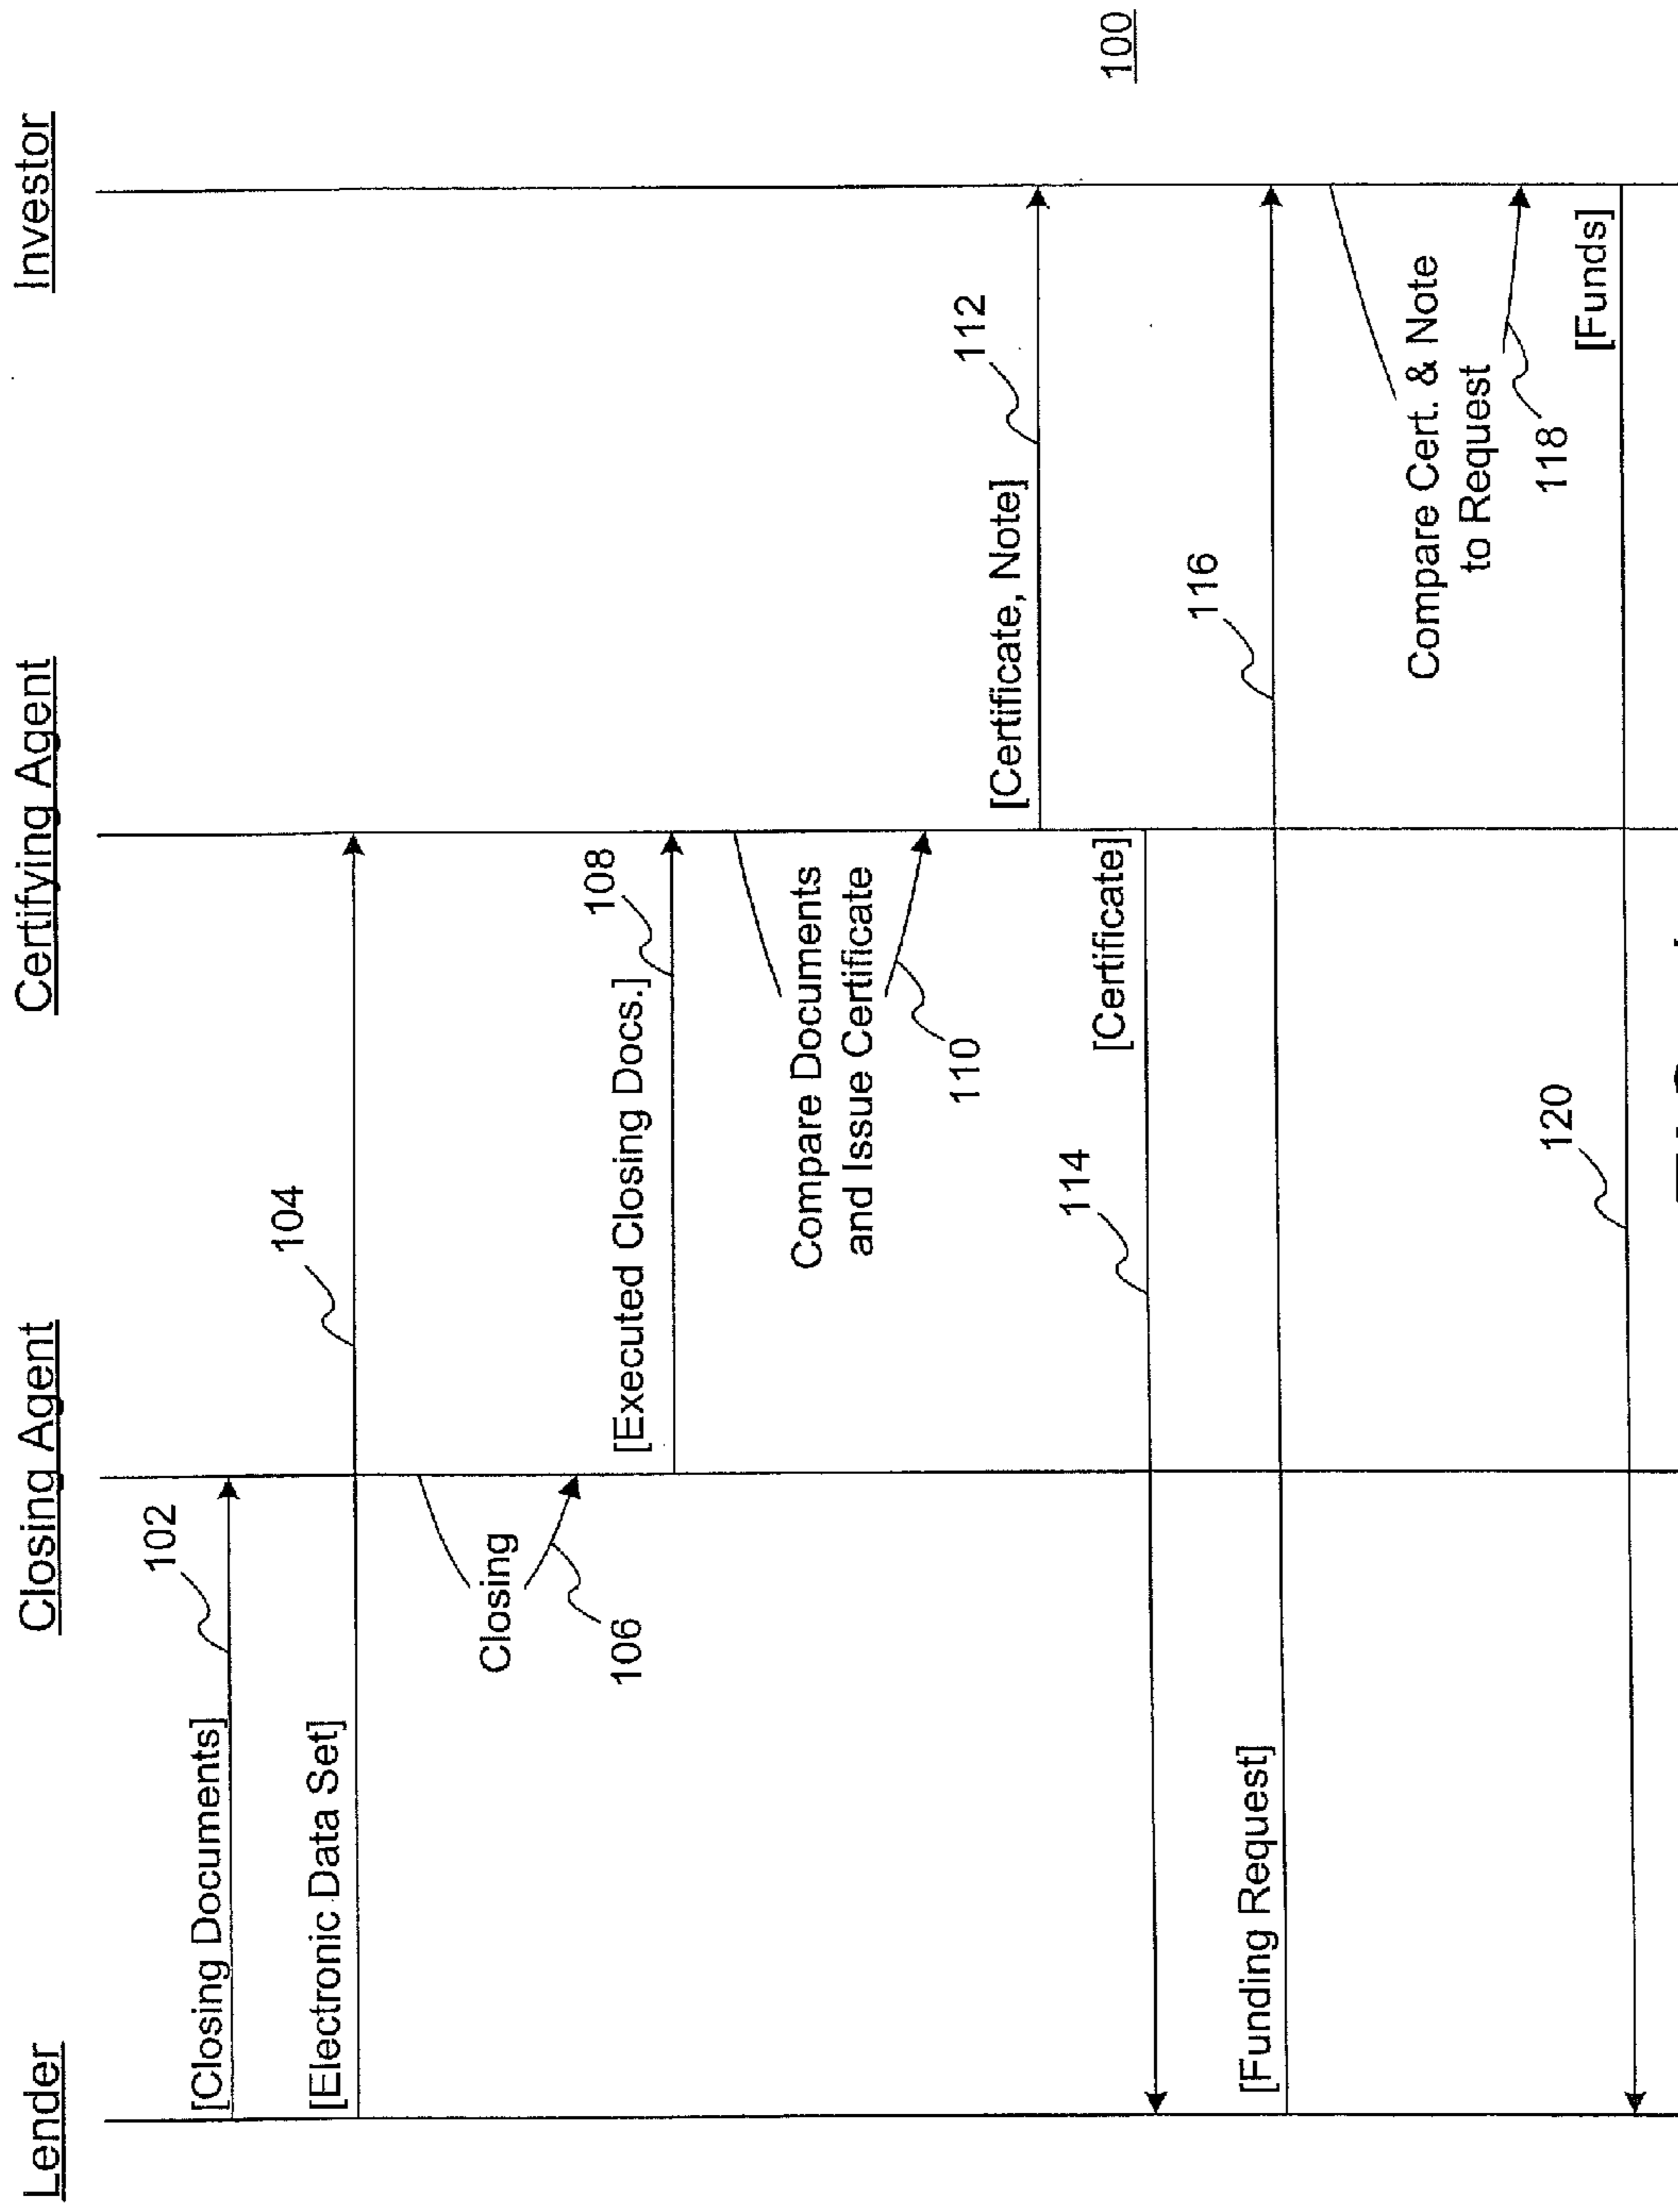 Lender
Closing Agent
Certifying Agent
Investor
[Closing Documents]
102
[Electronic Data Set]
104
Closing
106
[Executed Closing Docs.]
108
Compare Documents
and Issue Certificate
110
[Certificate, Note]
112
100
[Certificate]
114
[Funding Request]
116
Compare Cert. & Note
to Request
118
[Funds]
120